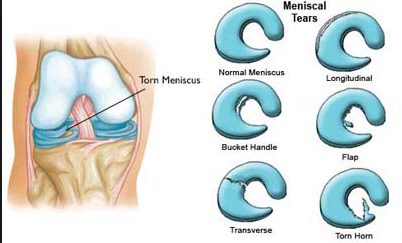 Meniscal
Tears
Torn Meniscus
Normal Meniscus
Longitudinal
Bucket Handle
Flap
Transverse
Torn Horn